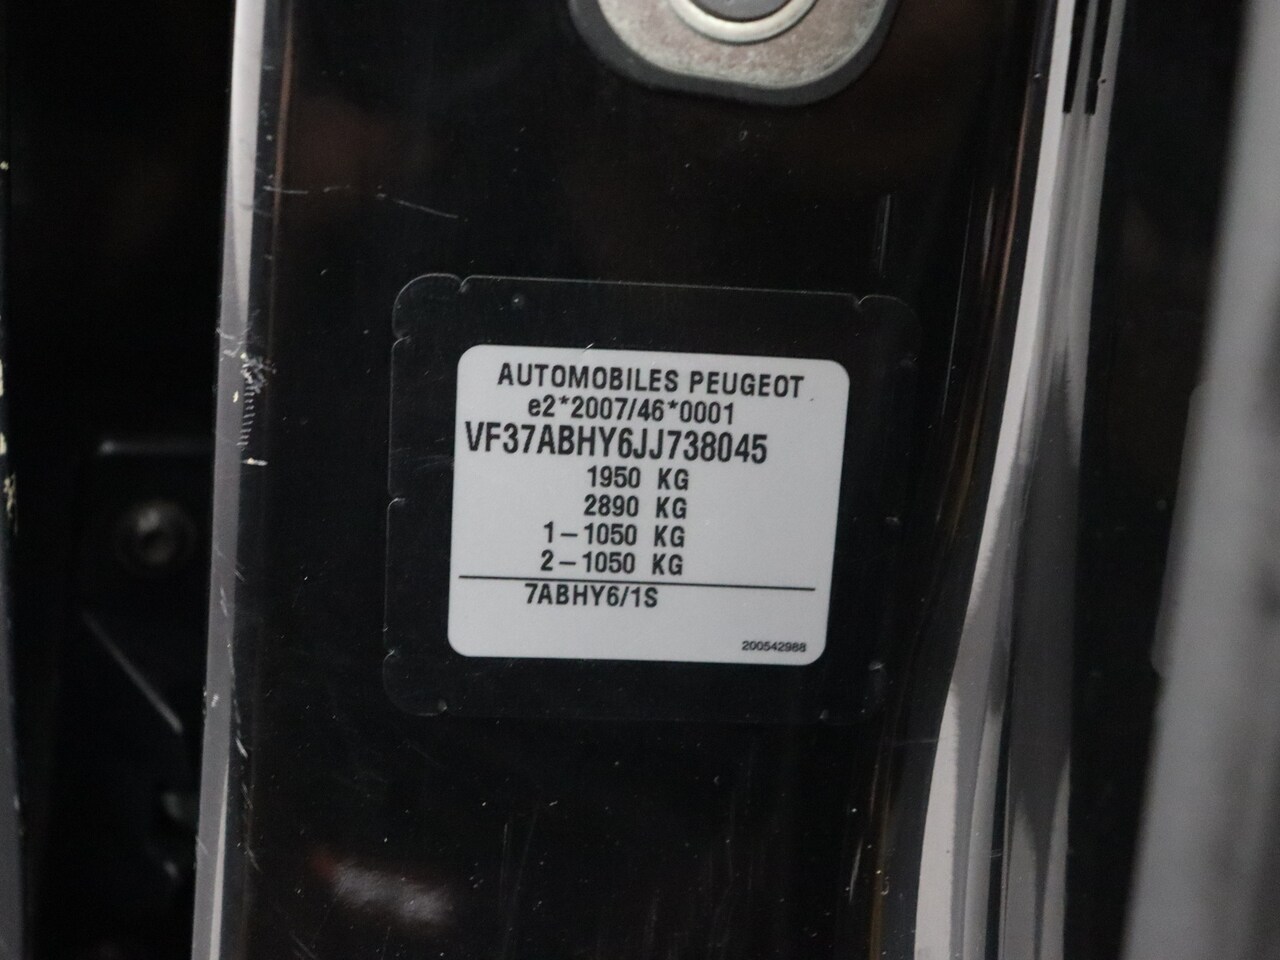 AUTOMOBILES PEUGEOT
e2*2007/46*0001
VF37ABHY6JJ738045
1950 KG
2890 KG
1-1050 KG
2-1050 KG
7ABHY6/1S
200542988